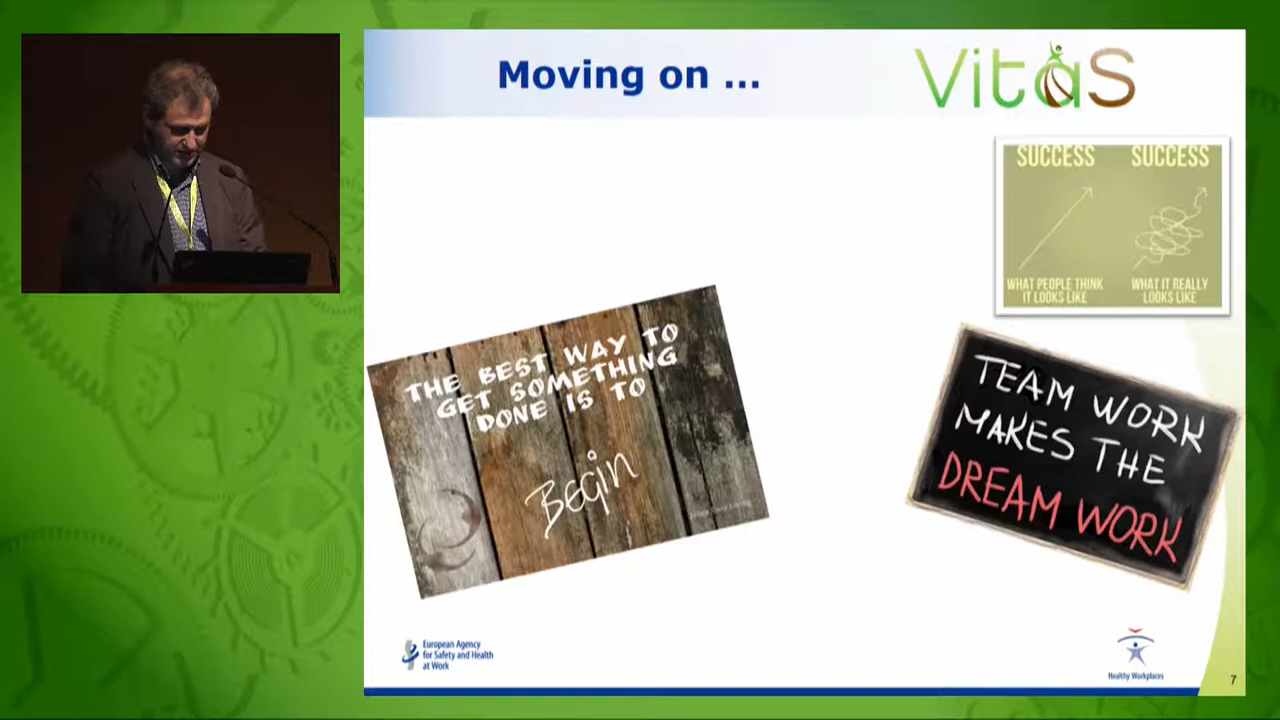 Moving on ...
VitaS
SUCCESS
SUCCESS
WHAT PEOPLE THINK
IT LOOKS LIKE
WHAT IT REALLY
LOOKS LIKE
THE BEST WAY TO
GET SOMETHING
DONE IS TO
BEGIN
TEAM WORK
MAKES THE
DREAM WORK
European Agency
for Safety and Health
at Work
Healthy Workplaces
7